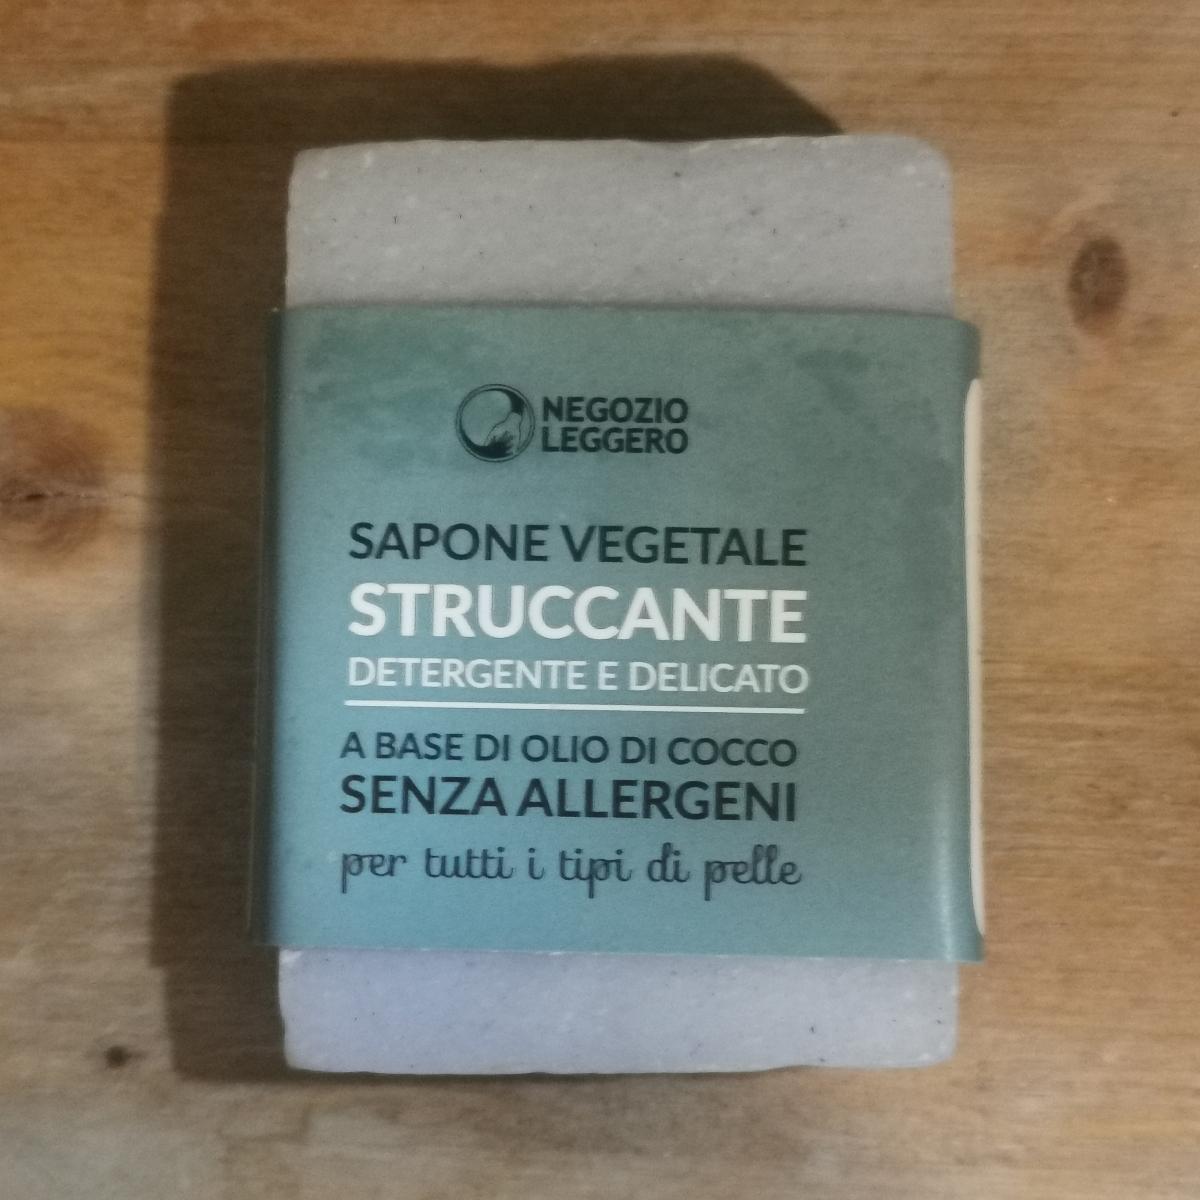 NEGOZIO
LEGGERO
SAPONE VEGETALE
STRUCCANTE
DETERGENTE E DELICATO
A BASE DI OLIO DI COCCO
SENZA ALLERGENI
per tutti i tipi di pelle